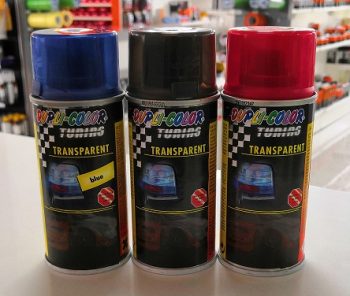 DUPLI-COLOR
TUNING
TRANSPARENT
blue
DUPLI-COLOR
TUNING
TRANSPARENT
DUPLI-COLOR
TUNING
TRANSPARENT